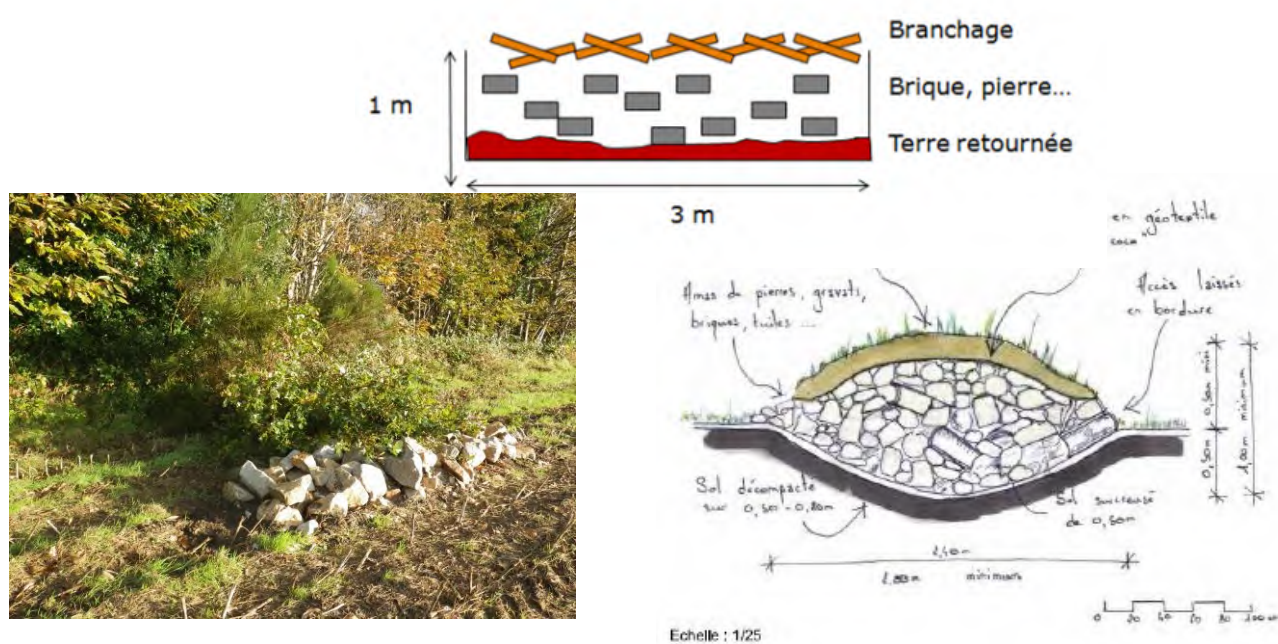 Branchage
Brique, pierre...
Terre retournée
1 m
3 m
en géotextile
coco"
Amas de pierres, gravats,
briques, tuiles ...
Accès laissés
en bordure
0,50m min
0,50m
1,00m minimum
Sol décompacté
sur 0,50 - 0,80m
Sol surcreusé
de 0,50m
2,40m
2.00m minimum
0 20 40 60 80 100 cm
Echelle : 1/25